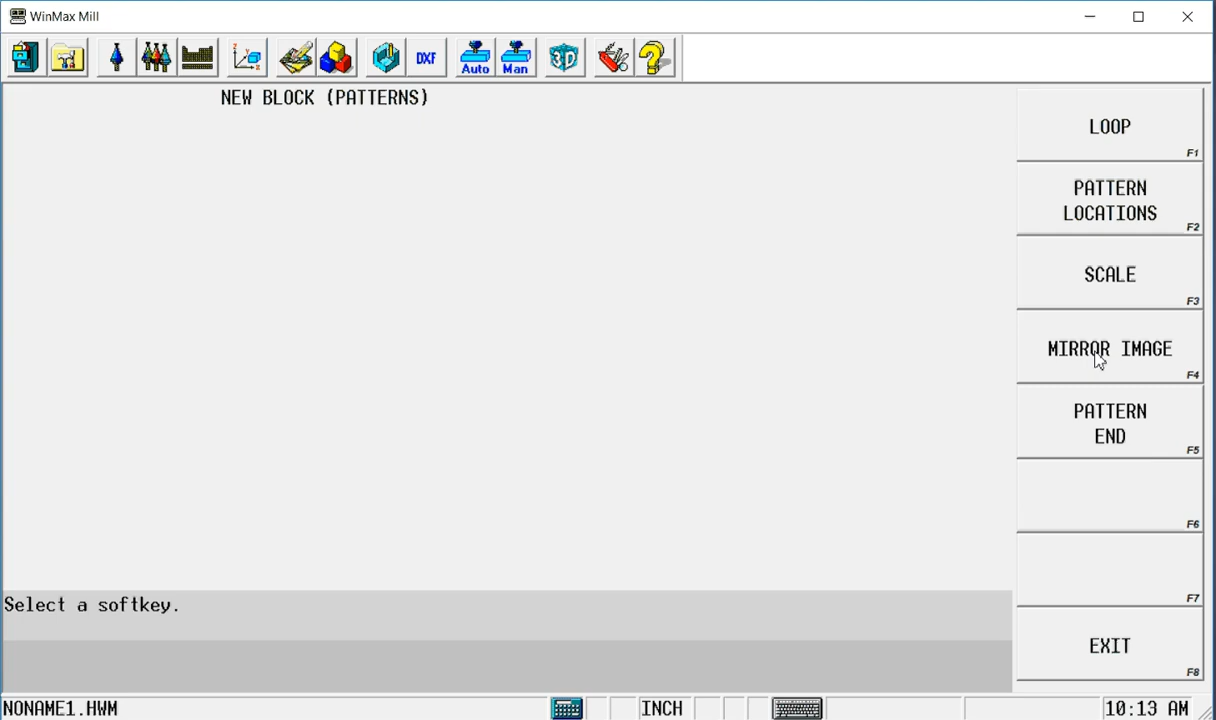 WinMax Mill
DXF
Auto
Man
3D
NEW BLOCK (PATTERNS)
LOOP
F1
PATTERN
LOCATIONS
F2
SCALE
F3
MIRROR IMAGE
F4
PATTERN
END
F5
F6
F7
EXIT
F8
Select a softkey.
NONAME1.HWM
INCH
10:13 AM